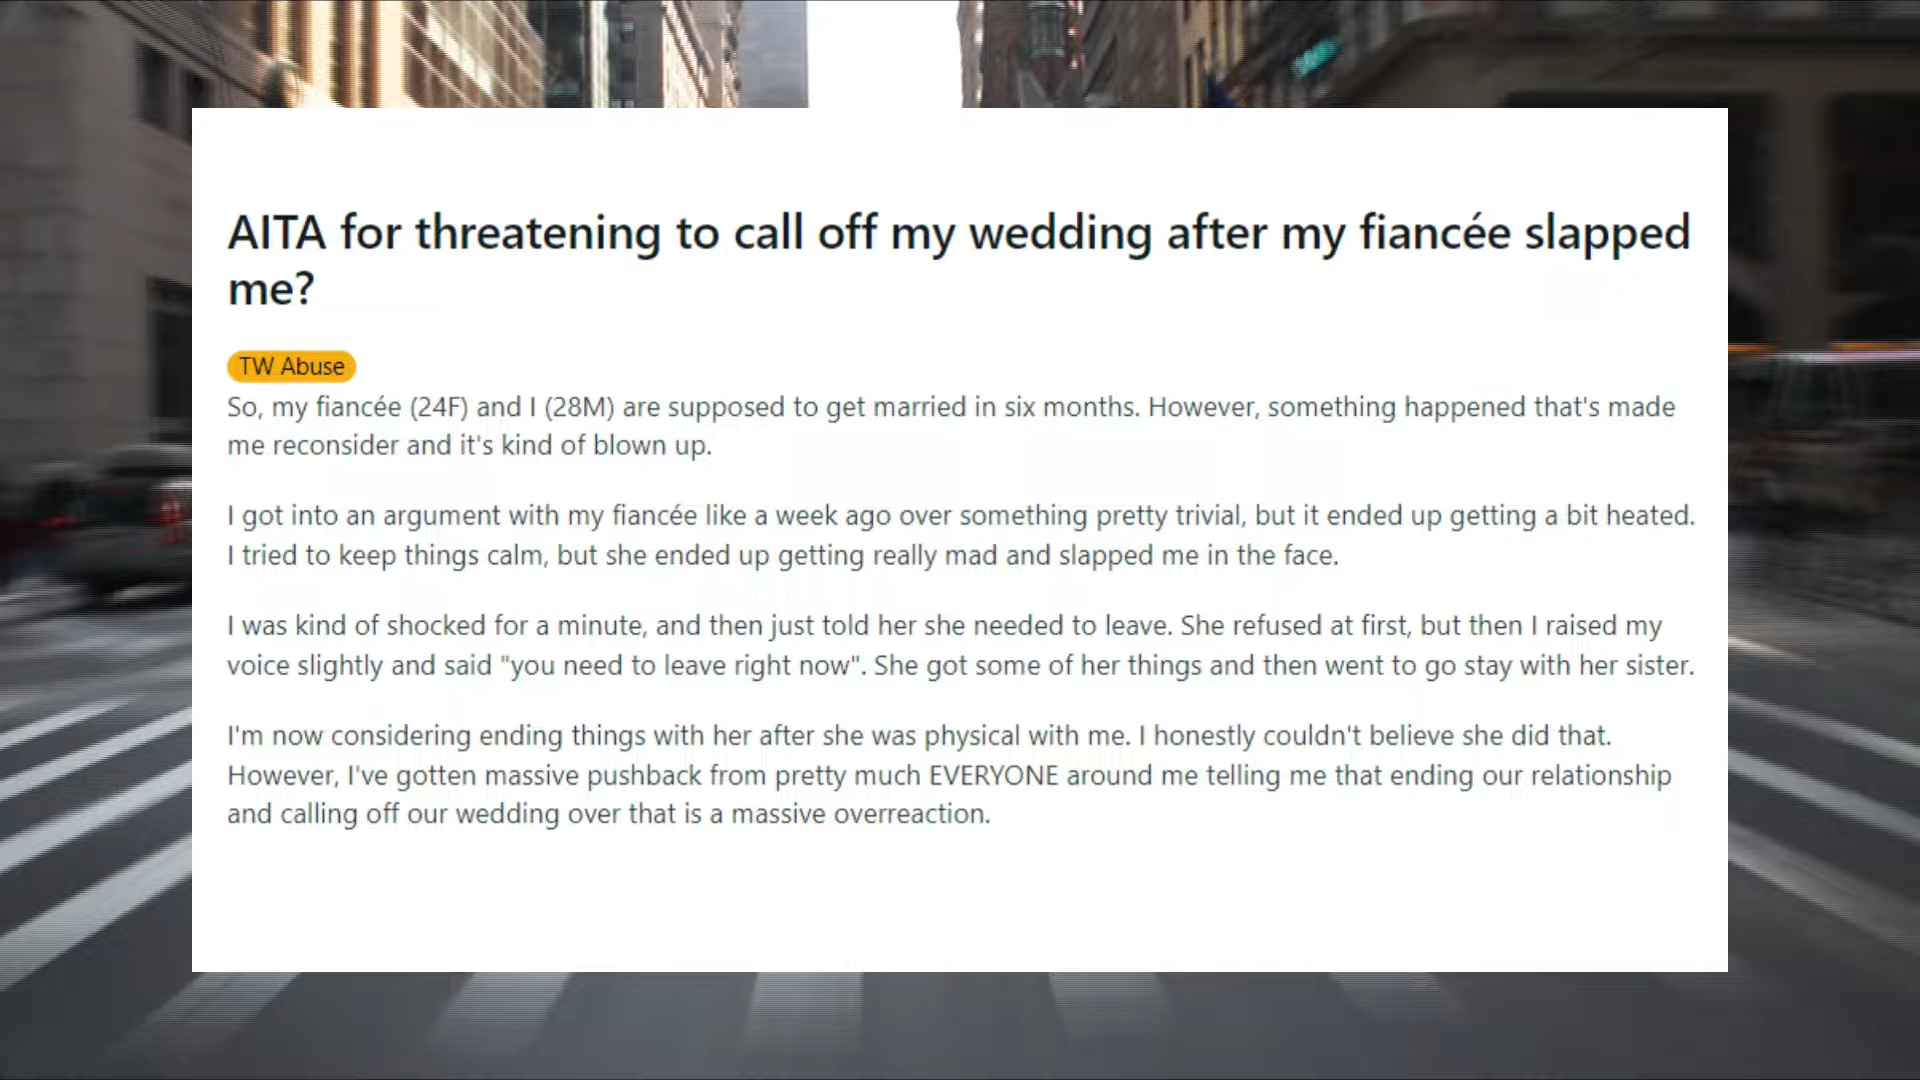 AITA for threatening to call off my wedding after my fiancée slapped
me?
TW Abuse
So, my fiancée (24F) and I (28M) are supposed to get married in six months. However, something happened that's made
me reconsider and it's kind of blown up.
I got into an argument with my fiancée like a week ago over something pretty trivial, but it ended up getting a bit heated.
I tried to keep things calm, but she ended up getting really mad and slapped me in the face.
I was kind of shocked for a minute, and then just told her she needed to leave. She refused at first, but then I raised my
voice slightly and said "you need to leave right now". She got some of her things and then went to go stay with her sister.
I'm now considering ending things with her after she was physical with me. I honestly couldn't believe she did that.
However, I've gotten massive pushback from pretty much EVERYONE around me telling me that ending our relationship
and calling off our wedding over that is a massive overreaction.